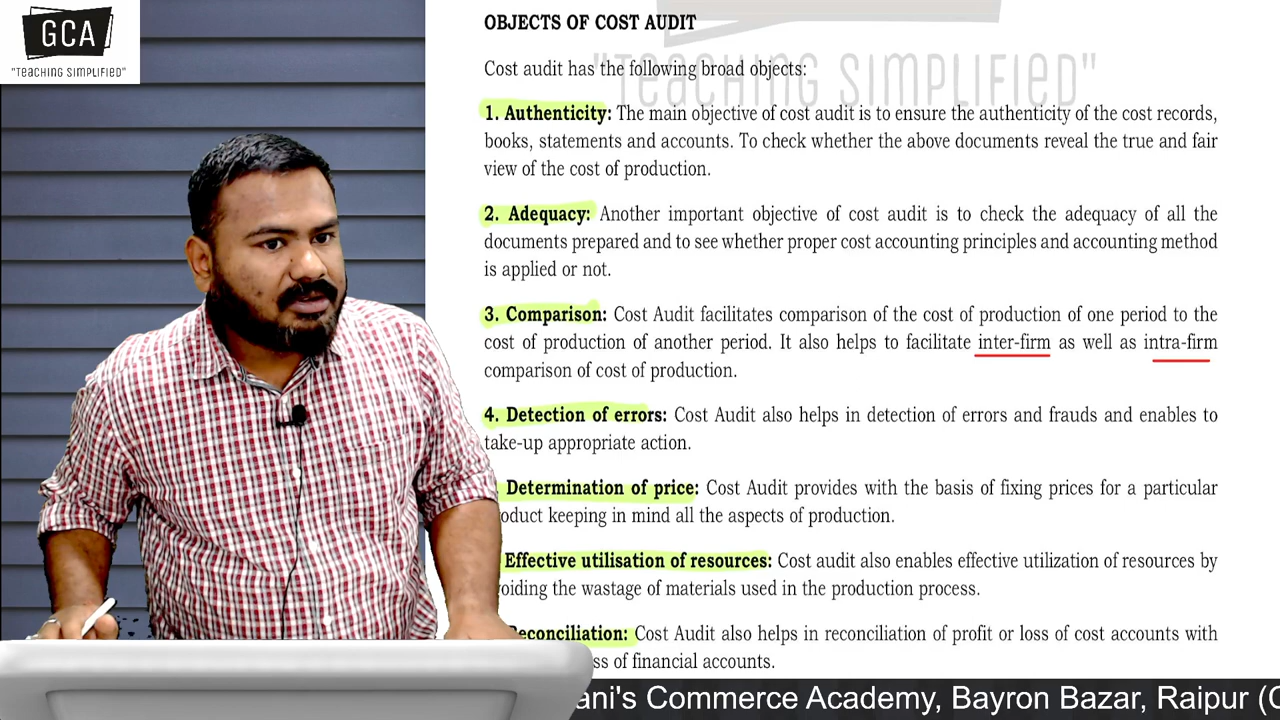 GCA
"TEACHING SIMPLIFIED"
"Teaching SIMPLIFIED"
OBJECTS OF COST AUDIT
Cost audit has the following broad objects:
1. Authenticity: The main objective of cost audit is to ensure the authenticity of the cost records,
books, statements and accounts. To check whether the above documents reveal the true and fair
view of the cost of production.
2. Adequacy: Another important objective of cost audit is to check the adequacy of all the
documents prepared and to see whether proper cost accounting principles and accounting method
is applied or not.
3. Comparison: Cost Audit facilitates comparison of the cost of production of one period to the
cost of production of another period. It also helps to facilitate inter-firm as well as intra-firm
comparison of cost of production.
4. Detection of errors: Cost Audit also helps in detection of errors and frauds and enables to
take-up appropriate action.
Determination of price: Cost Audit provides with the basis of fixing prices for a particular
oduct keeping in mind all the aspects of production.
Effective utilisation of resources: Cost audit also enables effective utilization of resources by
oiding the wastage of materials used in the production process.
Reconciliation: Cost Audit also helps in reconciliation of profit or loss of cost accounts with
ss of financial accounts.
ani's Commerce Academy, Bayron Bazar, Raipur (C